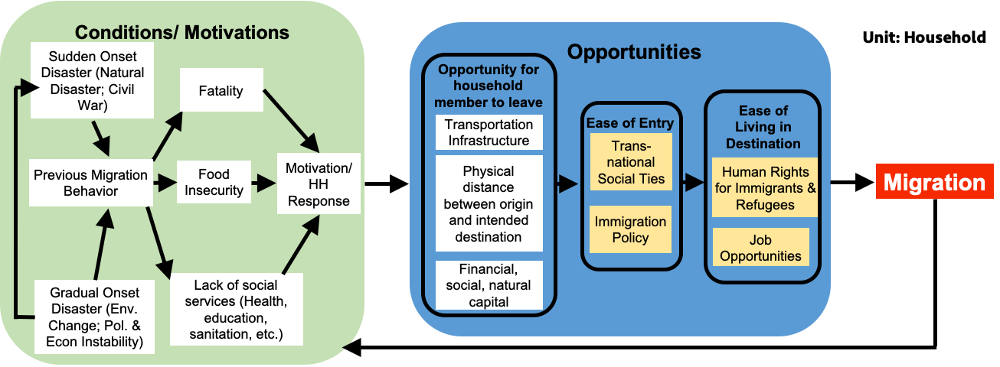 Conditions/ Motivations
Sudden Onset
Disaster (Natural
Disaster; Civil
War)
Fatality
Previous Migration
Behavior
Food
Insecurity
Motivation/
HH
Response
Gradual Onset
Disaster (Env.
Change; Pol. &
Econ Instability)
Lack of social
services (Health,
education,
sanitation, etc.)
Opportunities
Opportunity for
household
member to leave
Transportation
Infrastructure
Physical
distance
between origin
and intended
destination
Financial,
social, natural
capital
Ease of Entry
Trans-
national
Social Ties
Immigration
Policy
Ease of
Living in
Destination
Human Rights
for Immigrants &
Refugees
Job
Opportunities
Unit: Household
Migration